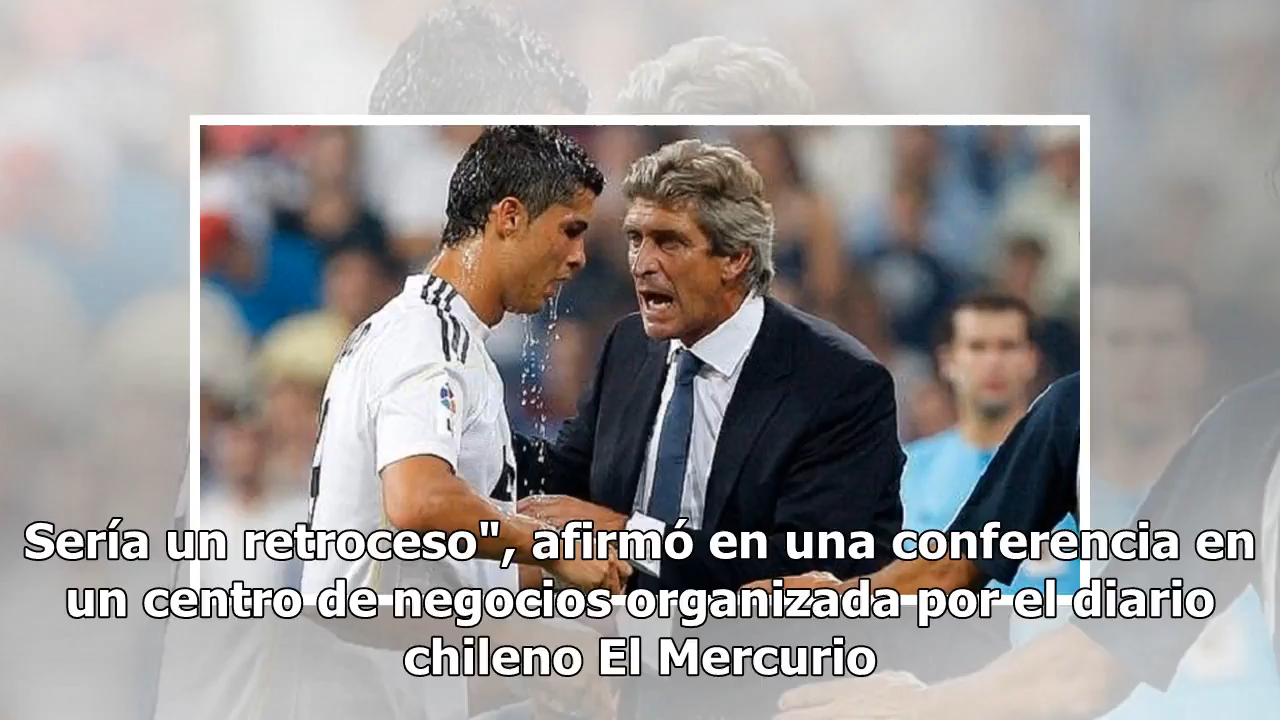 Sería un retroceso", afirmó en una conferencia en
un centro de negocios organizada por el diario
chileno El Mercurio